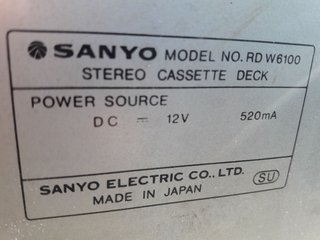 SANYO MODEL NO. RD W6100
STEREO CASSETTE DECK
POWER SOURCE
DC ⎓ 12V 520mA
SANYO ELECTRIC CO., LTD.
MADE IN JAPAN SU